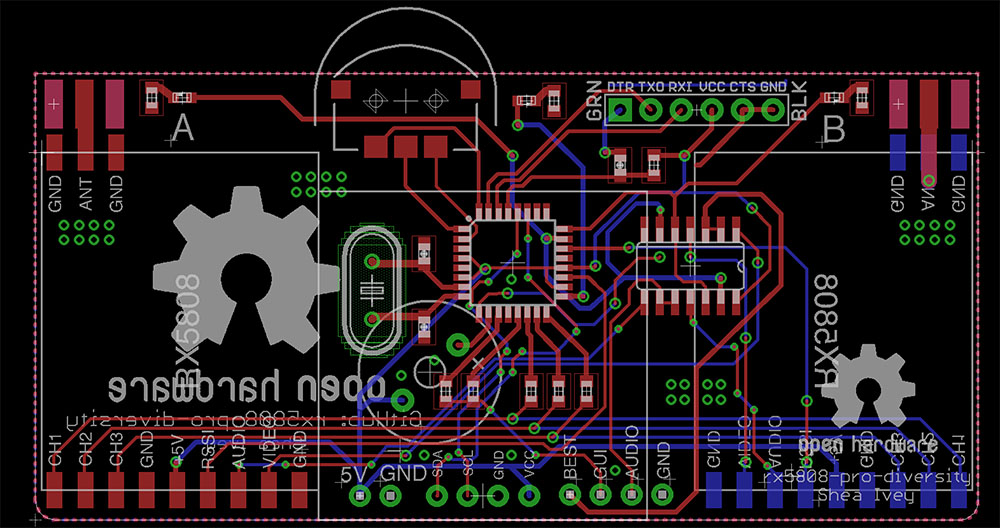 DTR TXO RXI VCC CTS GND
GRN
BLK
A
B
GND
ANT
GND
GND
ANT
GND
RX5808
RX5808
open hardware
Github: rx5808-pro-diversity
CH1
CH2
CH3
GND
+5V
RSSI
AUDIO
VIDEO
GND
5V GND
SDA
SCL
GND
VCC
BEST
GUI
AUDIO
GND
GND
VIDEO
AUDIO
CH1
open hardware
rx5808-pro-diversity
Shea Ivey